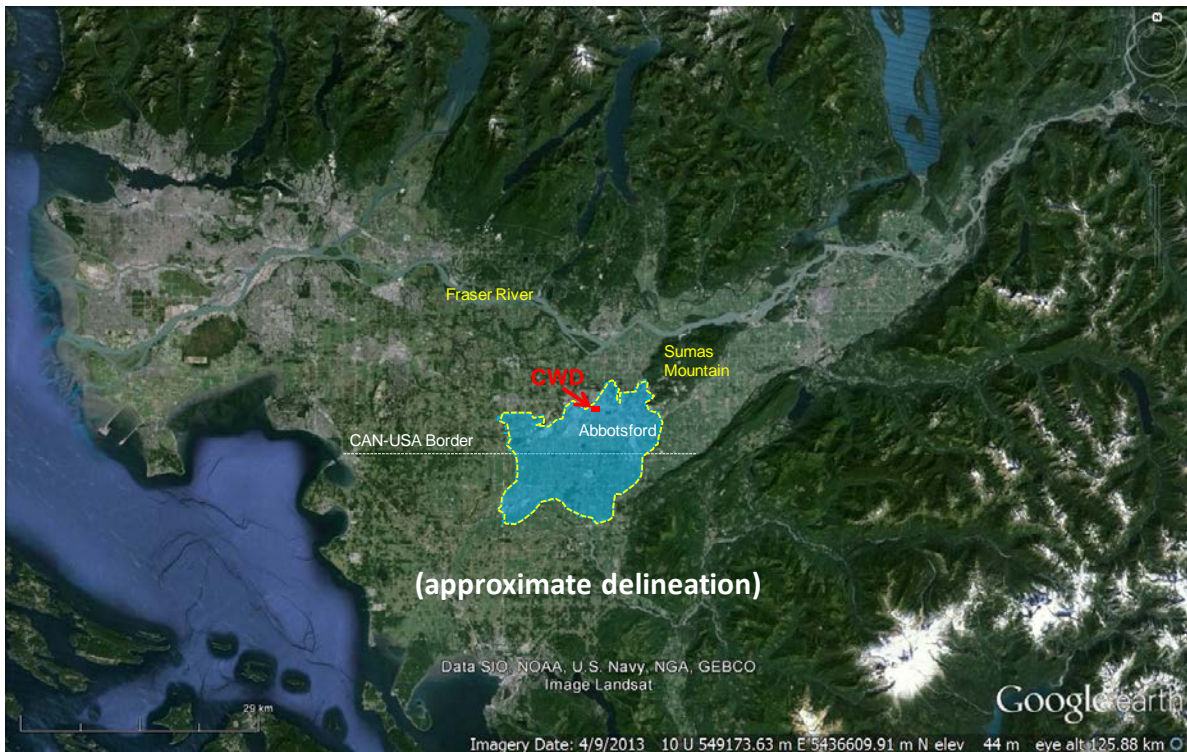 N
Fraser River
Sumas
Mountain
CWD
Abbotsford
CAN-USA Border
(approximate delineation)
Data SIO, NOAA, U.S. Navy, NGA, GEBCO
Image Landsat
29 km
Google earth
Imagery Date: 4/9/2013 10 U 549173.63 m E 5436609.91 m N elev 44 m eye alt 125.88 km